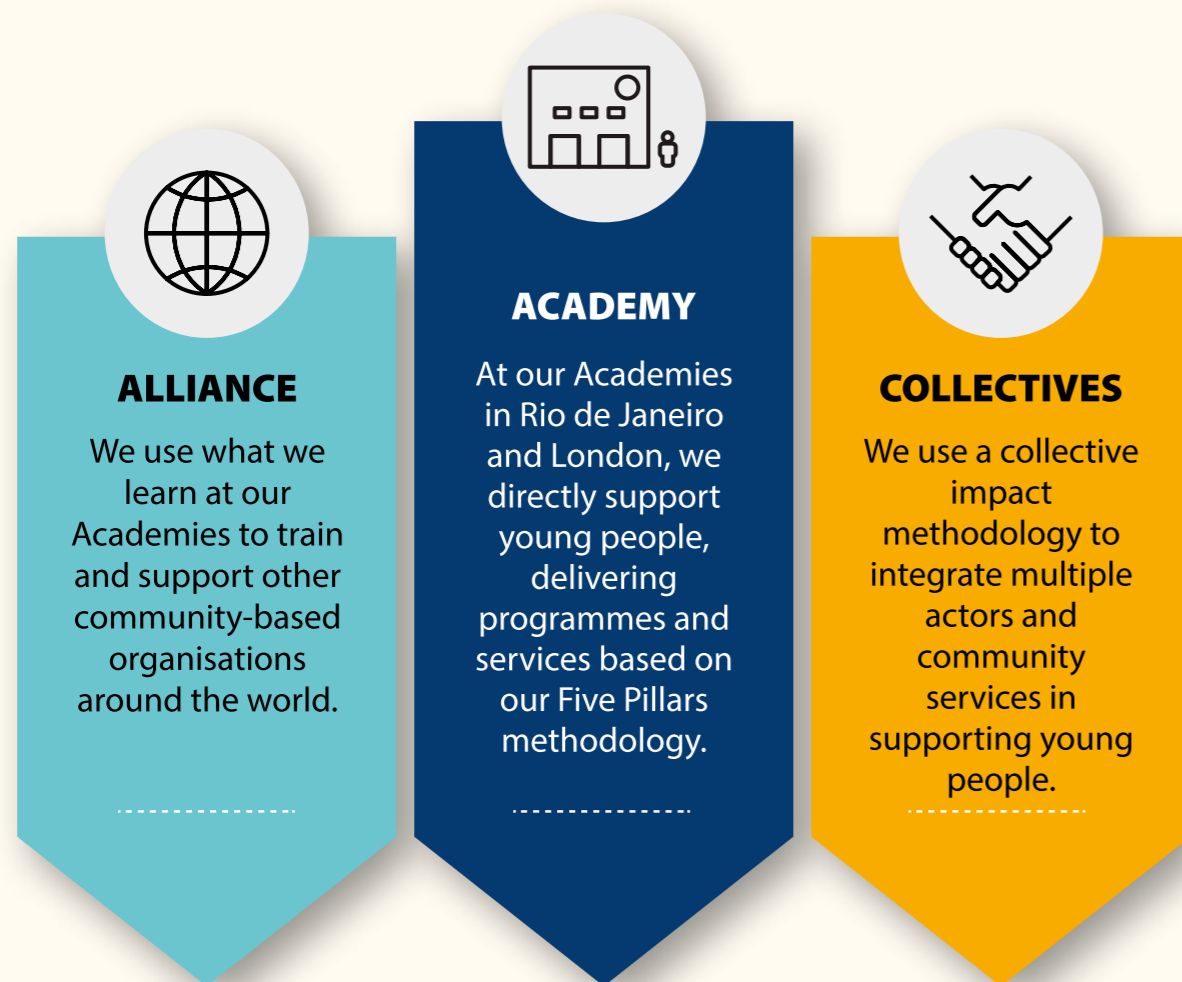 ALLIANCE
We use what we
learn at our
Academies to train
and support other
community-based
organisations
around the world.
ACADEMY
At our Academies
in Rio de Janeiro
and London, we
directly support
young people,
delivering
programmes and
services based on
our Five Pillars
methodology.
COLLECTIVES
We use a collective
impact
methodology to
integrate multiple
actors and
community
services in
supporting young
people.